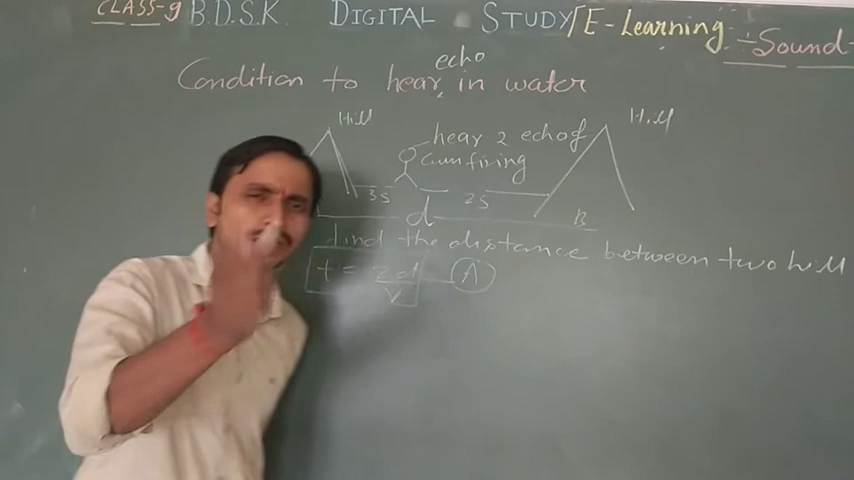 CLASS-9 B.D.S.K. DIGITAL STUDY/E-Learning ÷Sound-
Condition to hear echo in water
Hill Hill
hear 2 echo of
Gun firing
3s 2s
d B
find the distance between two hill
t = 2d/v A